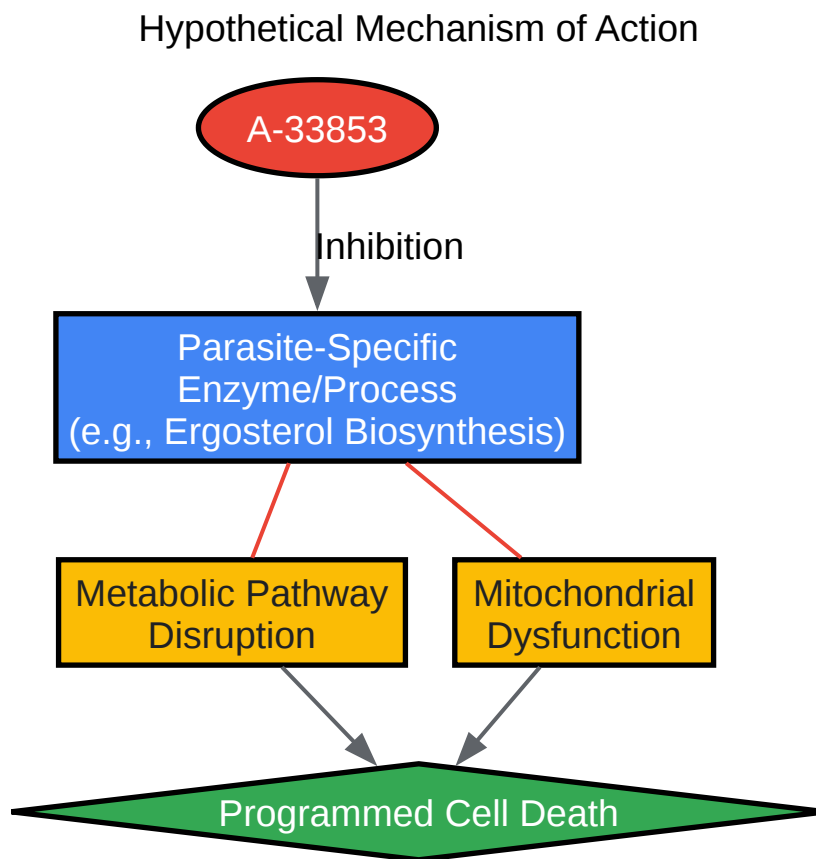 Hypothetical Mechanism of Action
A-33853
Inhibition
Parasite-Specific
Enzyme/Process
(e.g., Ergosterol Biosynthesis)
Metabolic Pathway
Disruption
Mitochondrial
Dysfunction
Programmed Cell Death